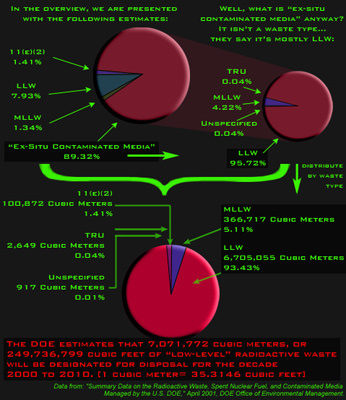 In the overview, we are presented
with the following estimates:
Well, what is "ex-situ
contaminated media" anyway?
It isn't a waste type...
they say it's mostly LLW:
11(e)(2)
1.41%
LLW
7.93%
MLLW
1.34%
"Ex-Situ Contaminated Media"
89.32%
TRU
0.04%
MLLW
4.22%
Unspecified
0.04%
LLW
95.72%
distribute
by waste
type
11(e)(2)
100,872 Cubic Meters
1.41%
TRU
2,649 Cubic Meters
0.04%
Unspecified
917 Cubic Meters
0.01%
MLLW
366,717 Cubic Meters
5.11%
LLW
6,705,055 Cubic Meters
93.43%
The DOE estimates that 7,071,772 cubic meters, or
249,736,799 cubic feet of "low-level" radioactive waste
will be designated for disposal for the decade
2000 to 2010. (1 cubic meter= 35.3146 cubic feet)
Data from: "Summary Data on the Radioactive Waste, Spent Nuclear Fuel, and Contaminated Media
Managed by the U.S. DOE," April 2001, DOE Office of Environmental Management